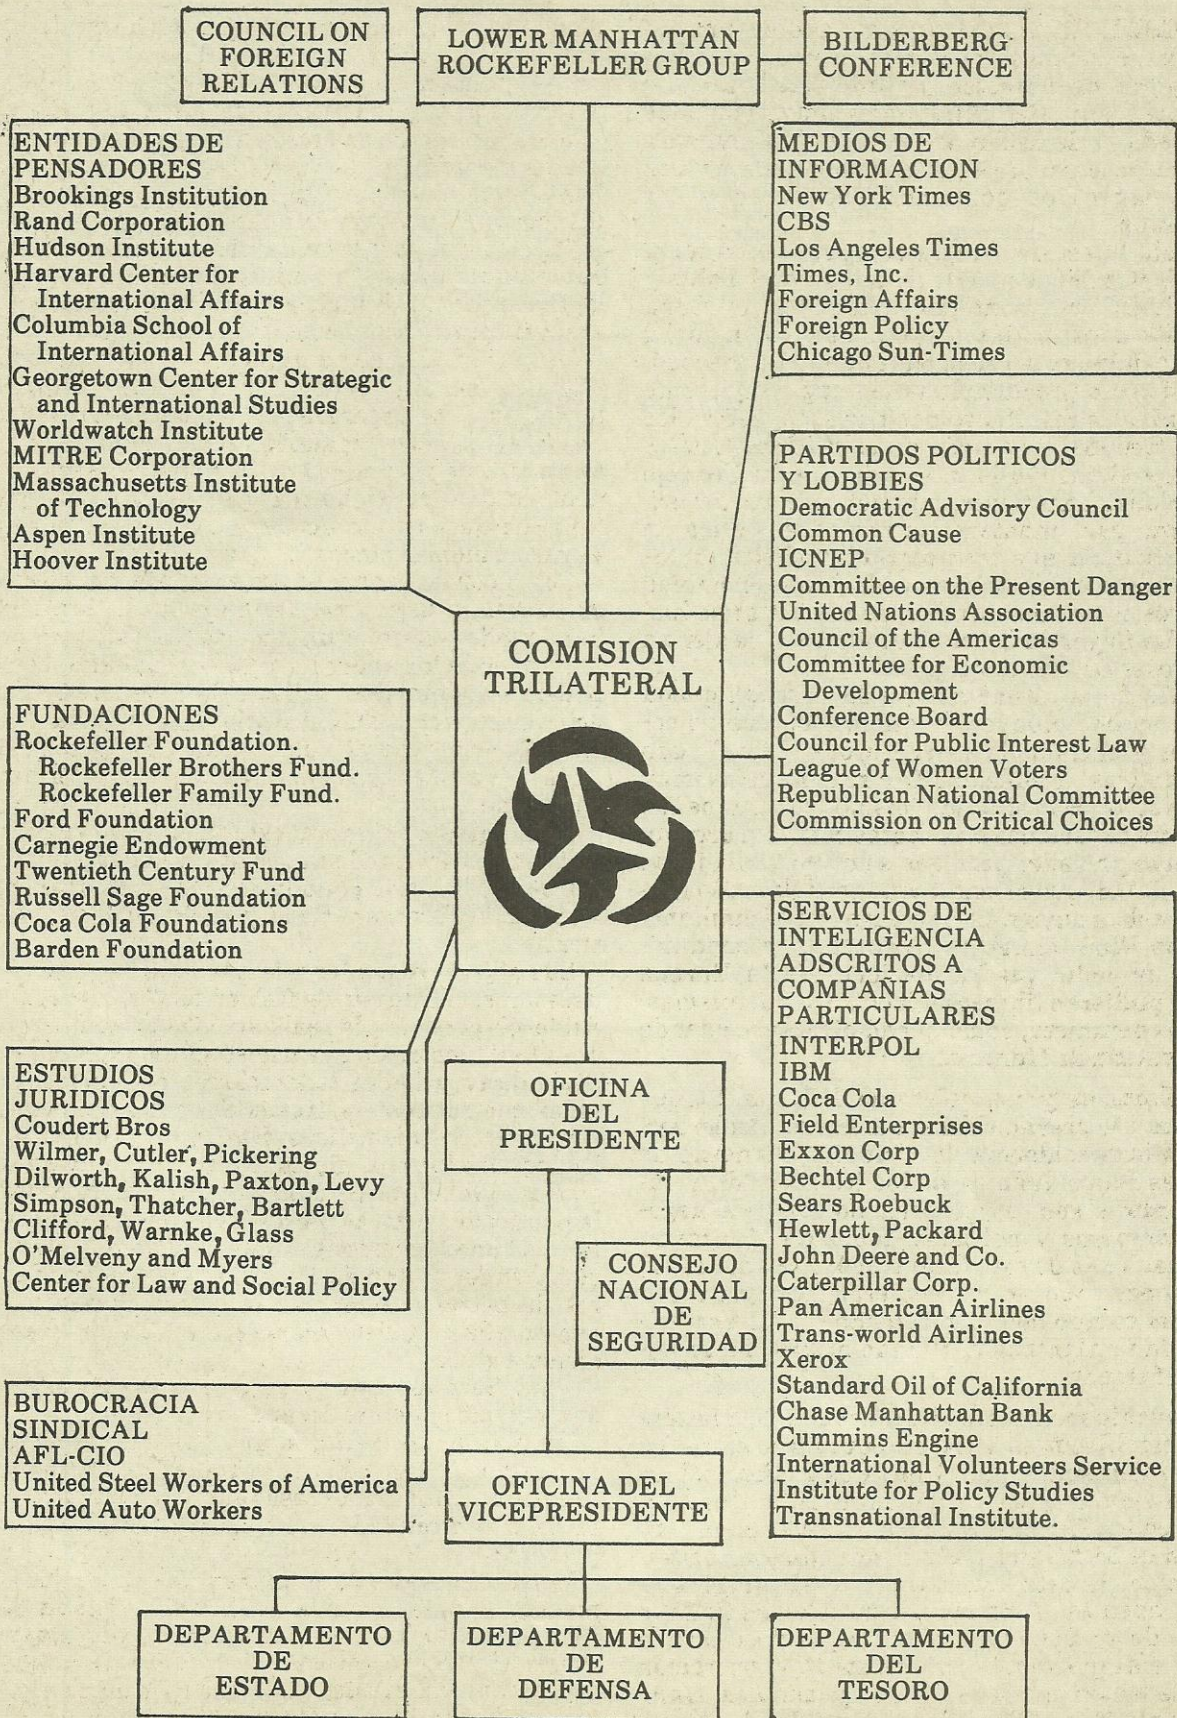 COUNCIL ON
FOREIGN
RELATIONS
LOWER MANHATTAN
ROCKEFELLER GROUP
BILDERBERG
CONFERENCE
ENTIDADES DE
PENSADORES
Brookings Institution
Rand Corporation
Hudson Institute
Harvard Center for
International Affairs
Columbia School of
International Affairs
Georgetown Center for Strategic
and International Studies
Worldwatch Institute
MITRE Corporation
Massachusetts Institute
of Technology
Aspen Institute
Hoover Institute
MEDIOS DE
INFORMACION
New York Times
CBS
Los Angeles Times
Times, Inc.
Foreign Affairs
Foreign Policy
Chicago Sun-Times
PARTIDOS POLITICOS
Y LOBBIES
Democratic Advisory Council
Common Cause
ICNEP
Committee on the Present Danger
United Nations Association
Council of the Americas
Committee for Economic
Development
Conference Board
Council for Public Interest Law
League of Women Voters
Republican National Committee
Commission on Critical Choices
COMISION
TRILATERAL
FUNDACIONES
Rockefeller Foundation.
Rockefeller Brothers Fund.
Rockefeller Family Fund.
Ford Foundation
Carnegie Endowment
Twentieth Century Fund
Russell Sage Foundation
Coca Cola Foundations
Barden Foundation
SERVICIOS DE
INTELIGENCIA
ADSCRITOS A
COMPAÑIAS
PARTICULARES
INTERPOL
IBM
Coca Cola
Field Enterprises
Exxon Corp
Bechtel Corp
Sears Roebuck
Hewlett, Packard
John Deere and Co.
Caterpillar Corp.
Pan American Airlines
Trans-world Airlines
Xerox
Standard Oil of California
Chase Manhattan Bank
Cummins Engine
International Volunteers Service
Institute for Policy Studies
Transnational Institute.
ESTUDIOS
JURIDICOS
Coudert Bros
Wilmer, Cutler, Pickering
Dilworth, Kalish, Paxton, Levy
Simpson, Thatcher, Bartlett
Clifford, Warnke, Glass
O'Melveny and Myers
Center for Law and Social Policy
OFICINA
DEL
PRESIDENTE
CONSEJO
NACIONAL
DE
SEGURIDAD
BUROCRACIA
SINDICAL
AFL-CIO
United Steel Workers of America
United Auto Workers
OFICINA DEL
VICEPRESIDENTE
DEPARTAMENTO
DE
ESTADO
DEPARTAMENTO
DE
DEFENSA
DEPARTAMENTO
DEL
TESORO